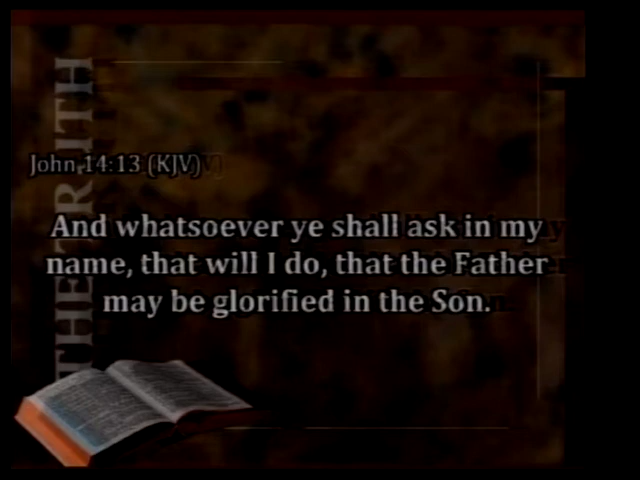 THE TRUTH
John 14:13 (KJV)
And whatsoever ye shall ask in my
name, that will I do, that the Father
may be glorified in the Son.